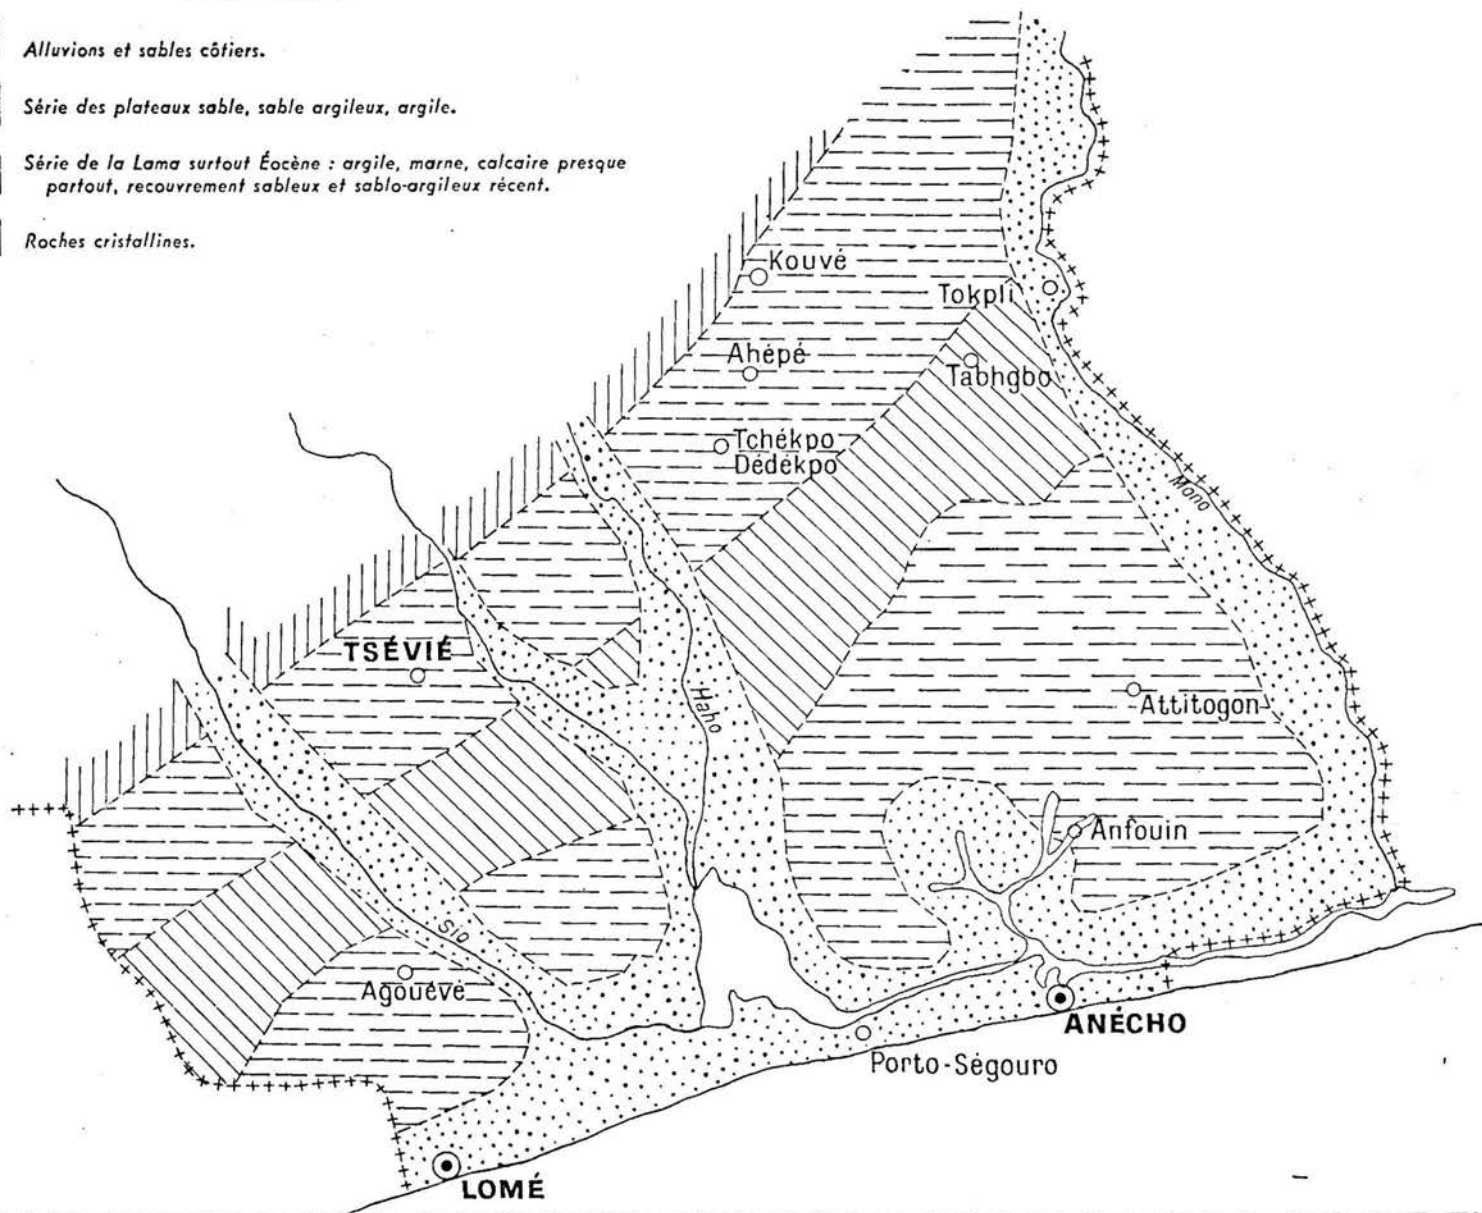 Alluvions et sables côtiers.
Série des plateaux sable, sable argileux, argile.
Série de la Lama surtout Éocène : argile, marne, calcaire presque
partout, recouvrement sableux et sablo-argileux récent.
Roches cristallines.
Kouvé
Tokplî
Ahépé
Tabhgbo
Tchékpo
Dédékpo
Mono
TSÉVIÉ
Haho
Attitogon
Anfouin
Sio
Agouévé
ANÉCHO
Porto-Ségouro
LOMÉ